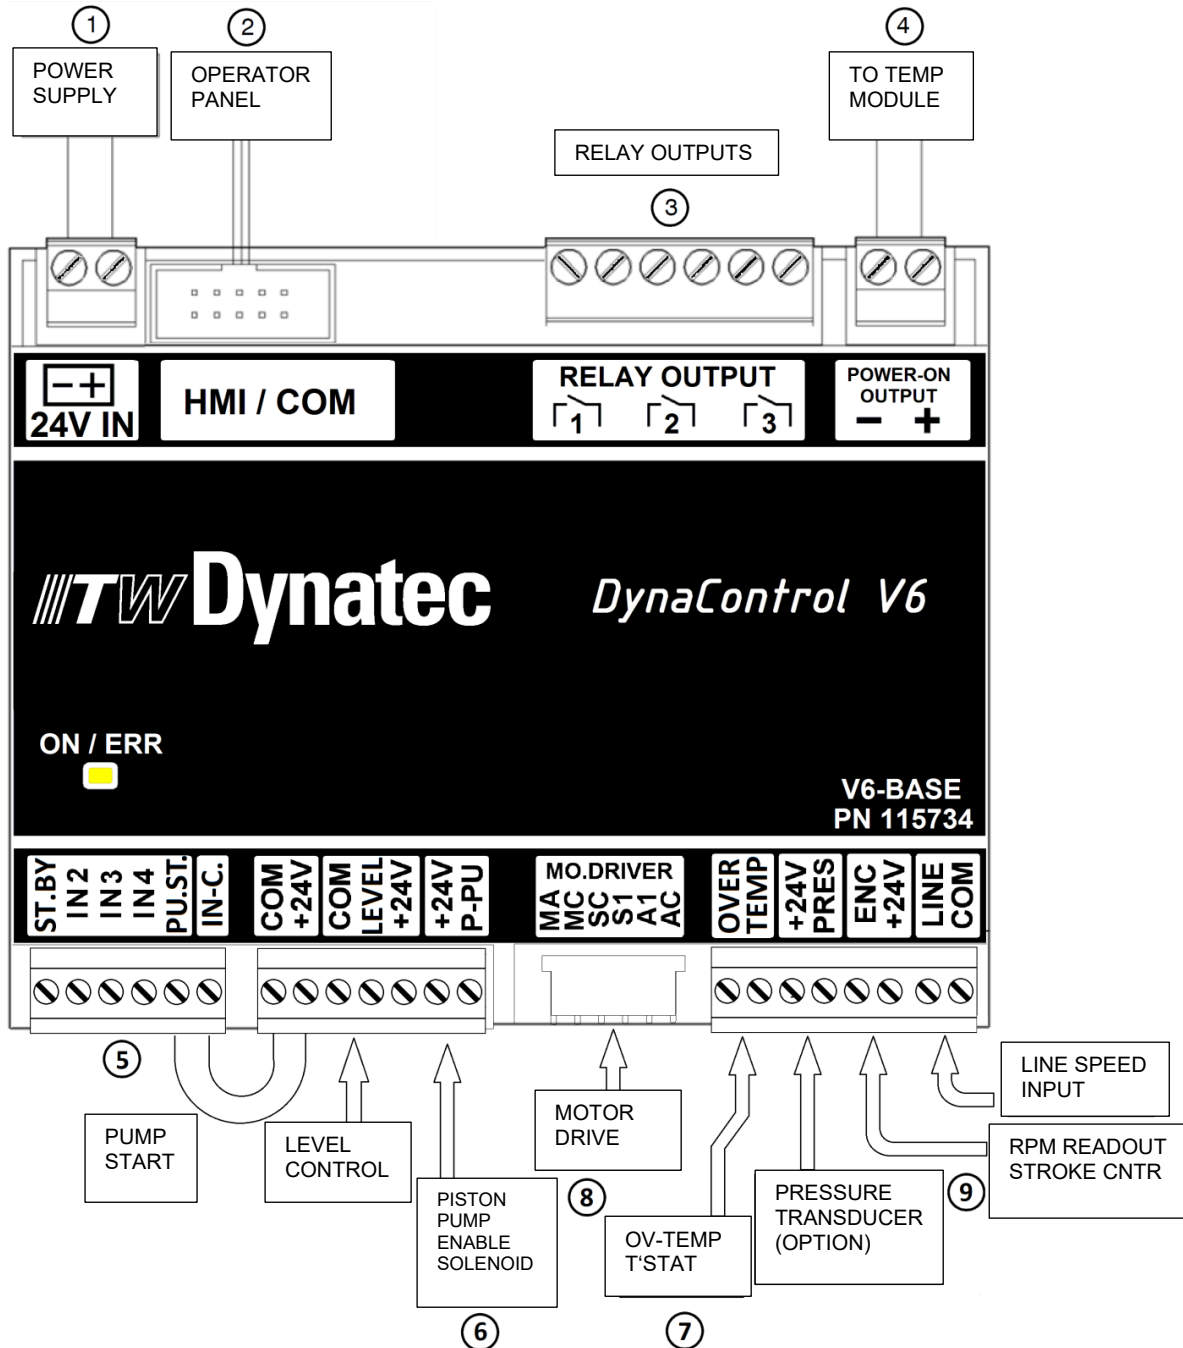 1
2
4
POWER
SUPPLY
OPERATOR
PANEL
TO TEMP
MODULE
RELAY OUTPUTS
3
24V IN
HMI / COM
RELAY OUTPUT
1 2 3
POWER-ON
OUTPUT
− +
ITW Dynatec
DynaControl V6
ON / ERR
V6-BASE
PN 115734
ST.BY
IN2
IN3
IN4
PU.ST.
IN-C.
COM
+24V
COM
LEVEL
+24V
+24V
P-PU
MO.DRIVER
MA
MC
SC
S1
A1
AC
OVER
TEMP
+24V
PRES
ENC
+24V
LINE
COM
5
PUMP
START
LEVEL
CONTROL
PISTON
PUMP
ENABLE
SOLENOID
6
MOTOR
DRIVE
8
OV-TEMP
T'STAT
7
PRESSURE
TRANSDUCER
(OPTION)
9
LINE SPEED
INPUT
RPM READOUT
STROKE CNTR